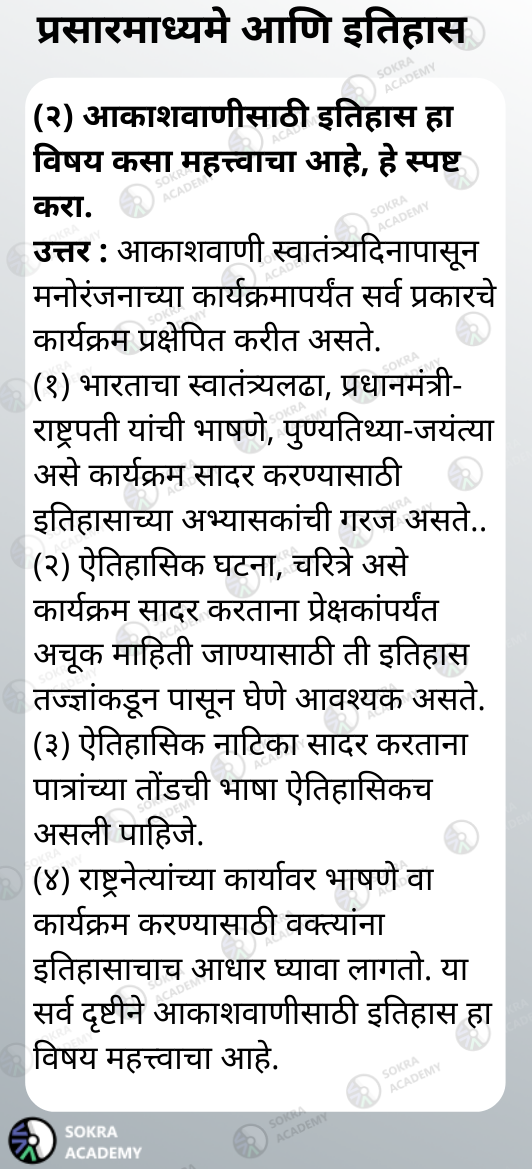 प्रसारमाध्यमे आणि इतिहास
(२) आकाशवाणीसाठी इतिहास हा
विषय कसा महत्त्वाचा आहे, हे स्पष्ट
करा.
उत्तर : आकाशवाणी स्वातंत्र्यदिनापासून
मनोरंजनाच्या कार्यक्रमापर्यंत सर्व प्रकारचे
कार्यक्रम प्रक्षेपित करीत असते.
(१) भारताचा स्वातंत्र्यलढा, प्रधानमंत्री-
राष्ट्रपती यांची भाषणे, पुण्यतिथ्या-जयंत्या
असे कार्यक्रम सादर करण्यासाठी
इतिहासाच्या अभ्यासकांची गरज असते..
(२) ऐतिहासिक घटना, चरित्रे असे
कार्यक्रम सादर करताना प्रेक्षकांपर्यंत
अचूक माहिती जाण्यासाठी ती इतिहास
तज्ज्ञांकडून पासून घेणे आवश्यक असते.
(३) ऐतिहासिक नाटिका सादर करताना
पात्रांच्या तोंडची भाषा ऐतिहासिकच
असली पाहिजे.
(४) राष्ट्रनेत्यांच्या कार्यावर भाषणे वा
कार्यक्रम करण्यासाठी वक्त्यांना
इतिहासाचाच आधार घ्यावा लागतो. या
सर्व दृष्टीने आकाशवाणीसाठी इतिहास हा
विषय महत्त्वाचा आहे.
SOKRA
ACADEMY